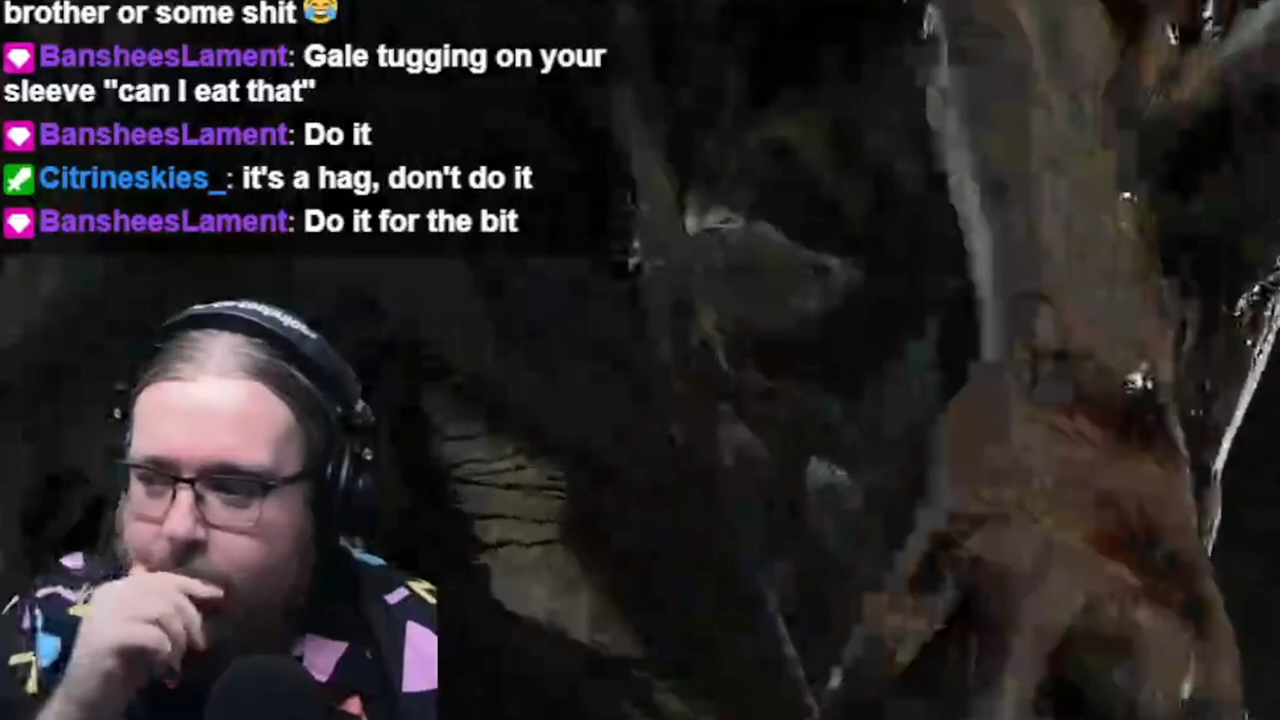 brother or some shit 😂
BansheesLament: Gale tugging on your
sleeve "can I eat that"
BansheesLament: Do it
Citrineskies_: it's a hag, don't do it
BansheesLament: Do it for the bit